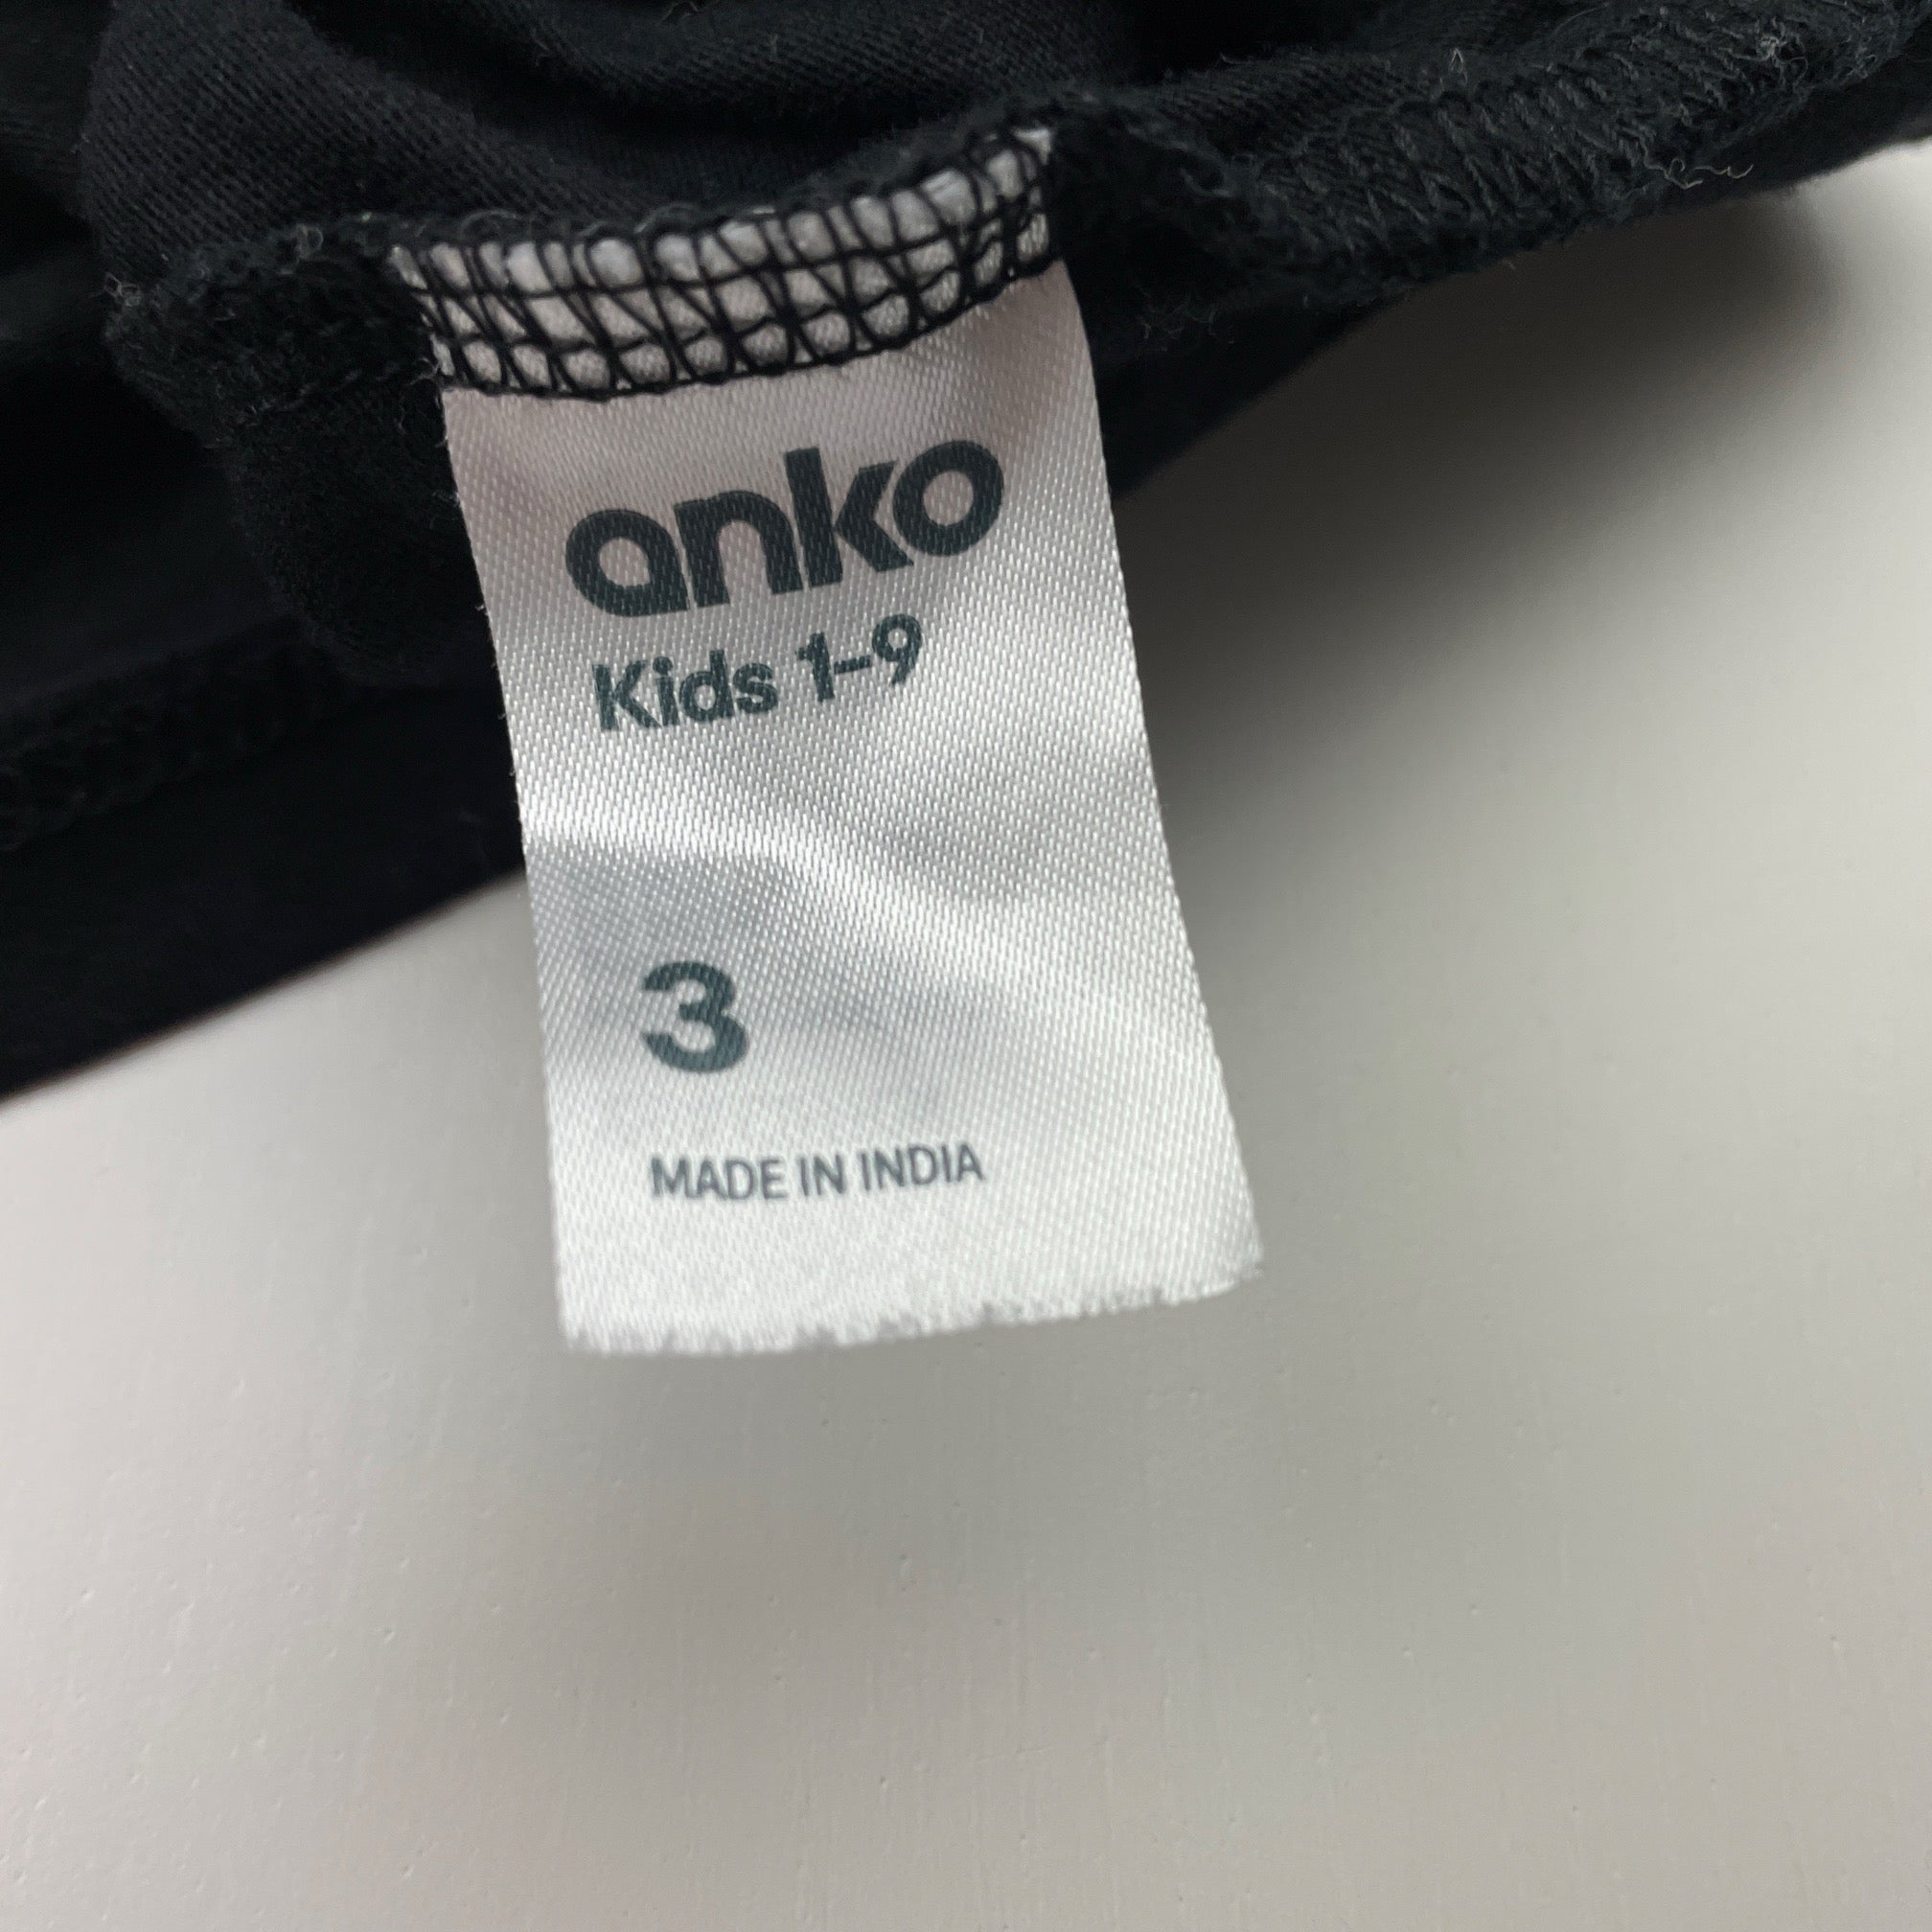 anko
Kids 1–9
3
MADE IN INDIA